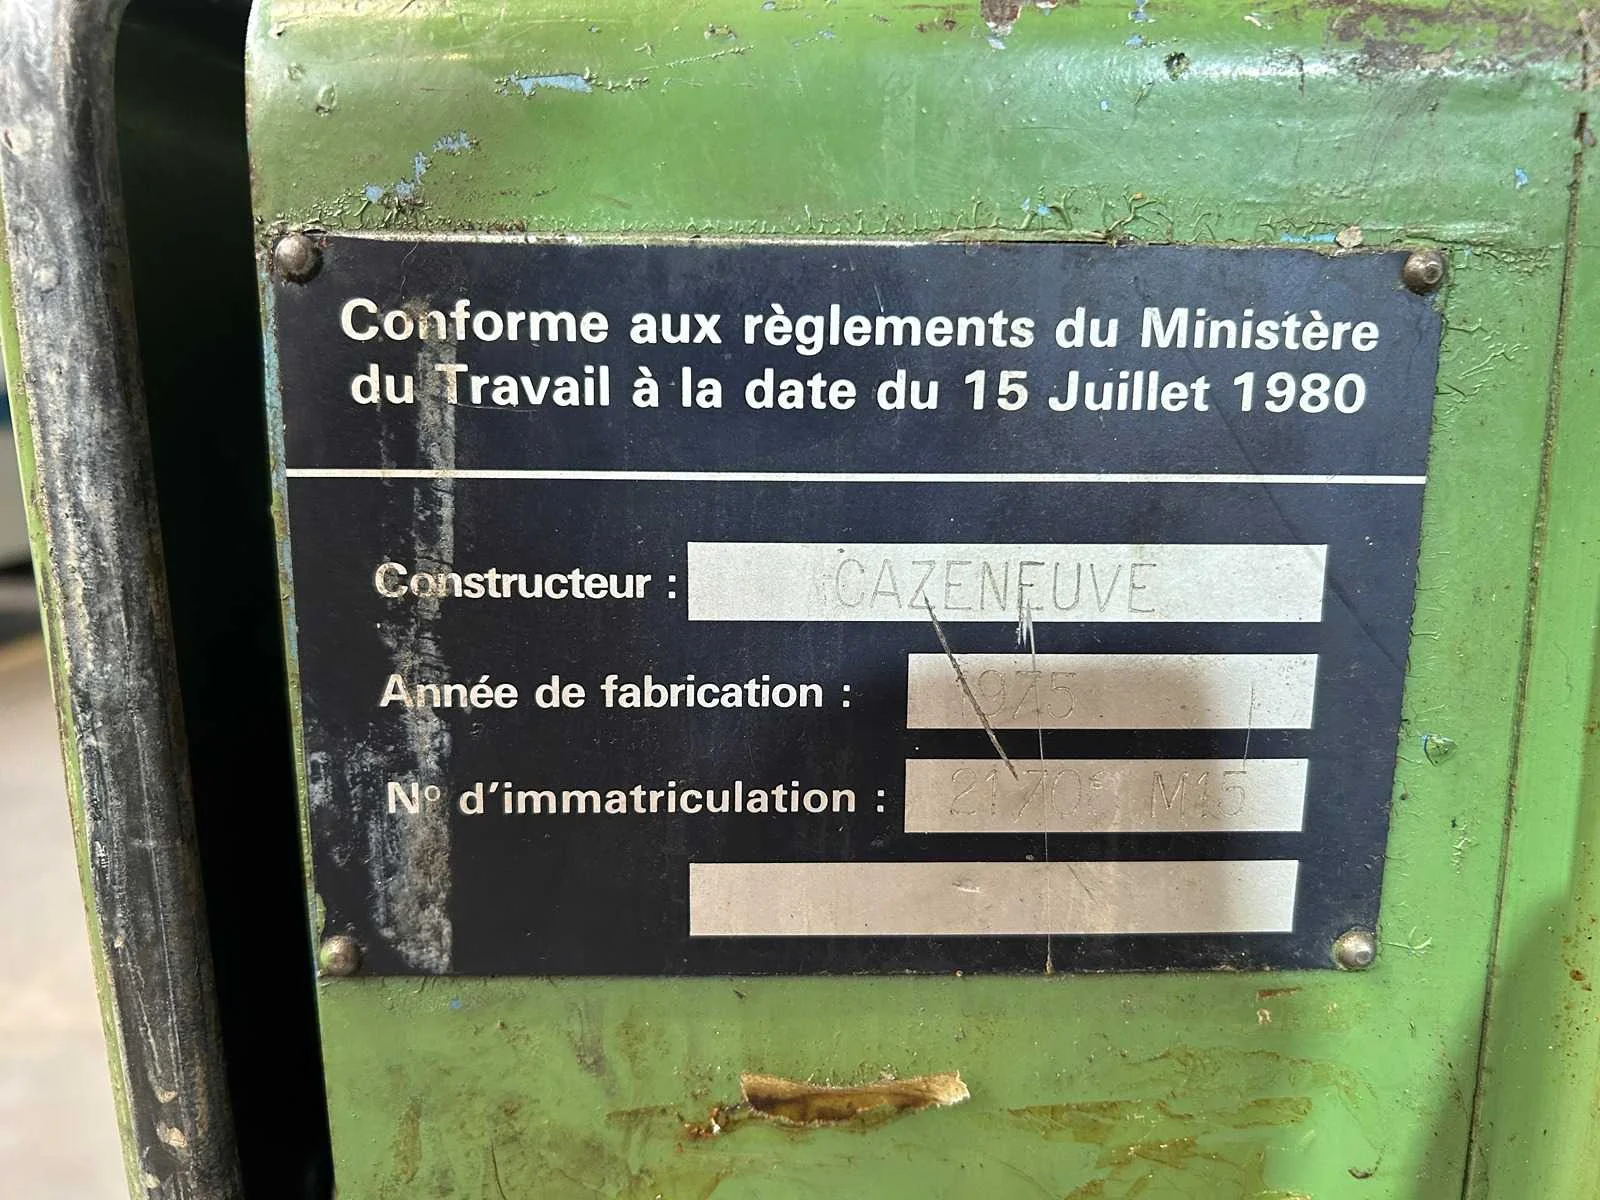 Conforme aux règlements du Ministère
du Travail à la date du 15 Juillet 1980
Constructeur : CAZENEUVE
Année de fabrication : 1975
Nº d'immatriculation : M15